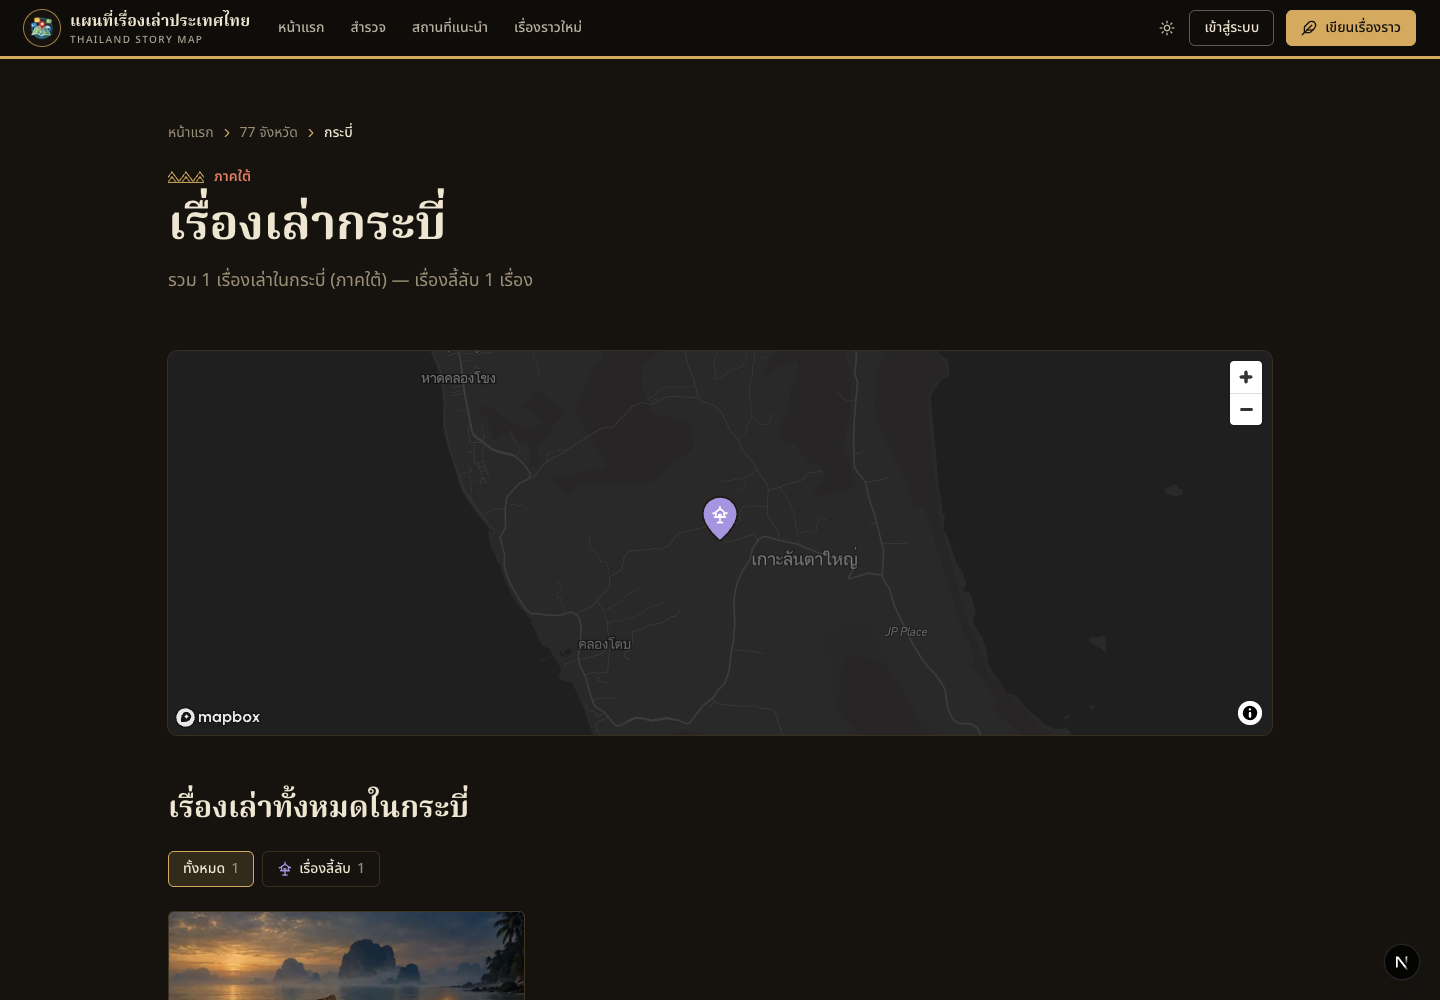 แผนที่เรื่องเล่าประเทศไทย
THAILAND STORY MAP
หน้าแรก
สำรวจ
สถานที่แนะนำ
เรื่องราวใหม่
เข้าสู่ระบบ
เขียนเรื่องราว
หน้าแรก > 77 จังหวัด > กระบี่
ภาคใต้
เรื่องเล่ากระบี่
รวม 1 เรื่องเล่าในกระบี่ (ภาคใต้) — เรื่องลี้ลับ 1 เรื่อง
หาดคลองโขง
เกาะลันตาใหญ่
JP Place
คลองโตบ
mapbox
เรื่องเล่าทั้งหมดในกระบี่
ทั้งหมด 1
เรื่องลี้ลับ 1
N